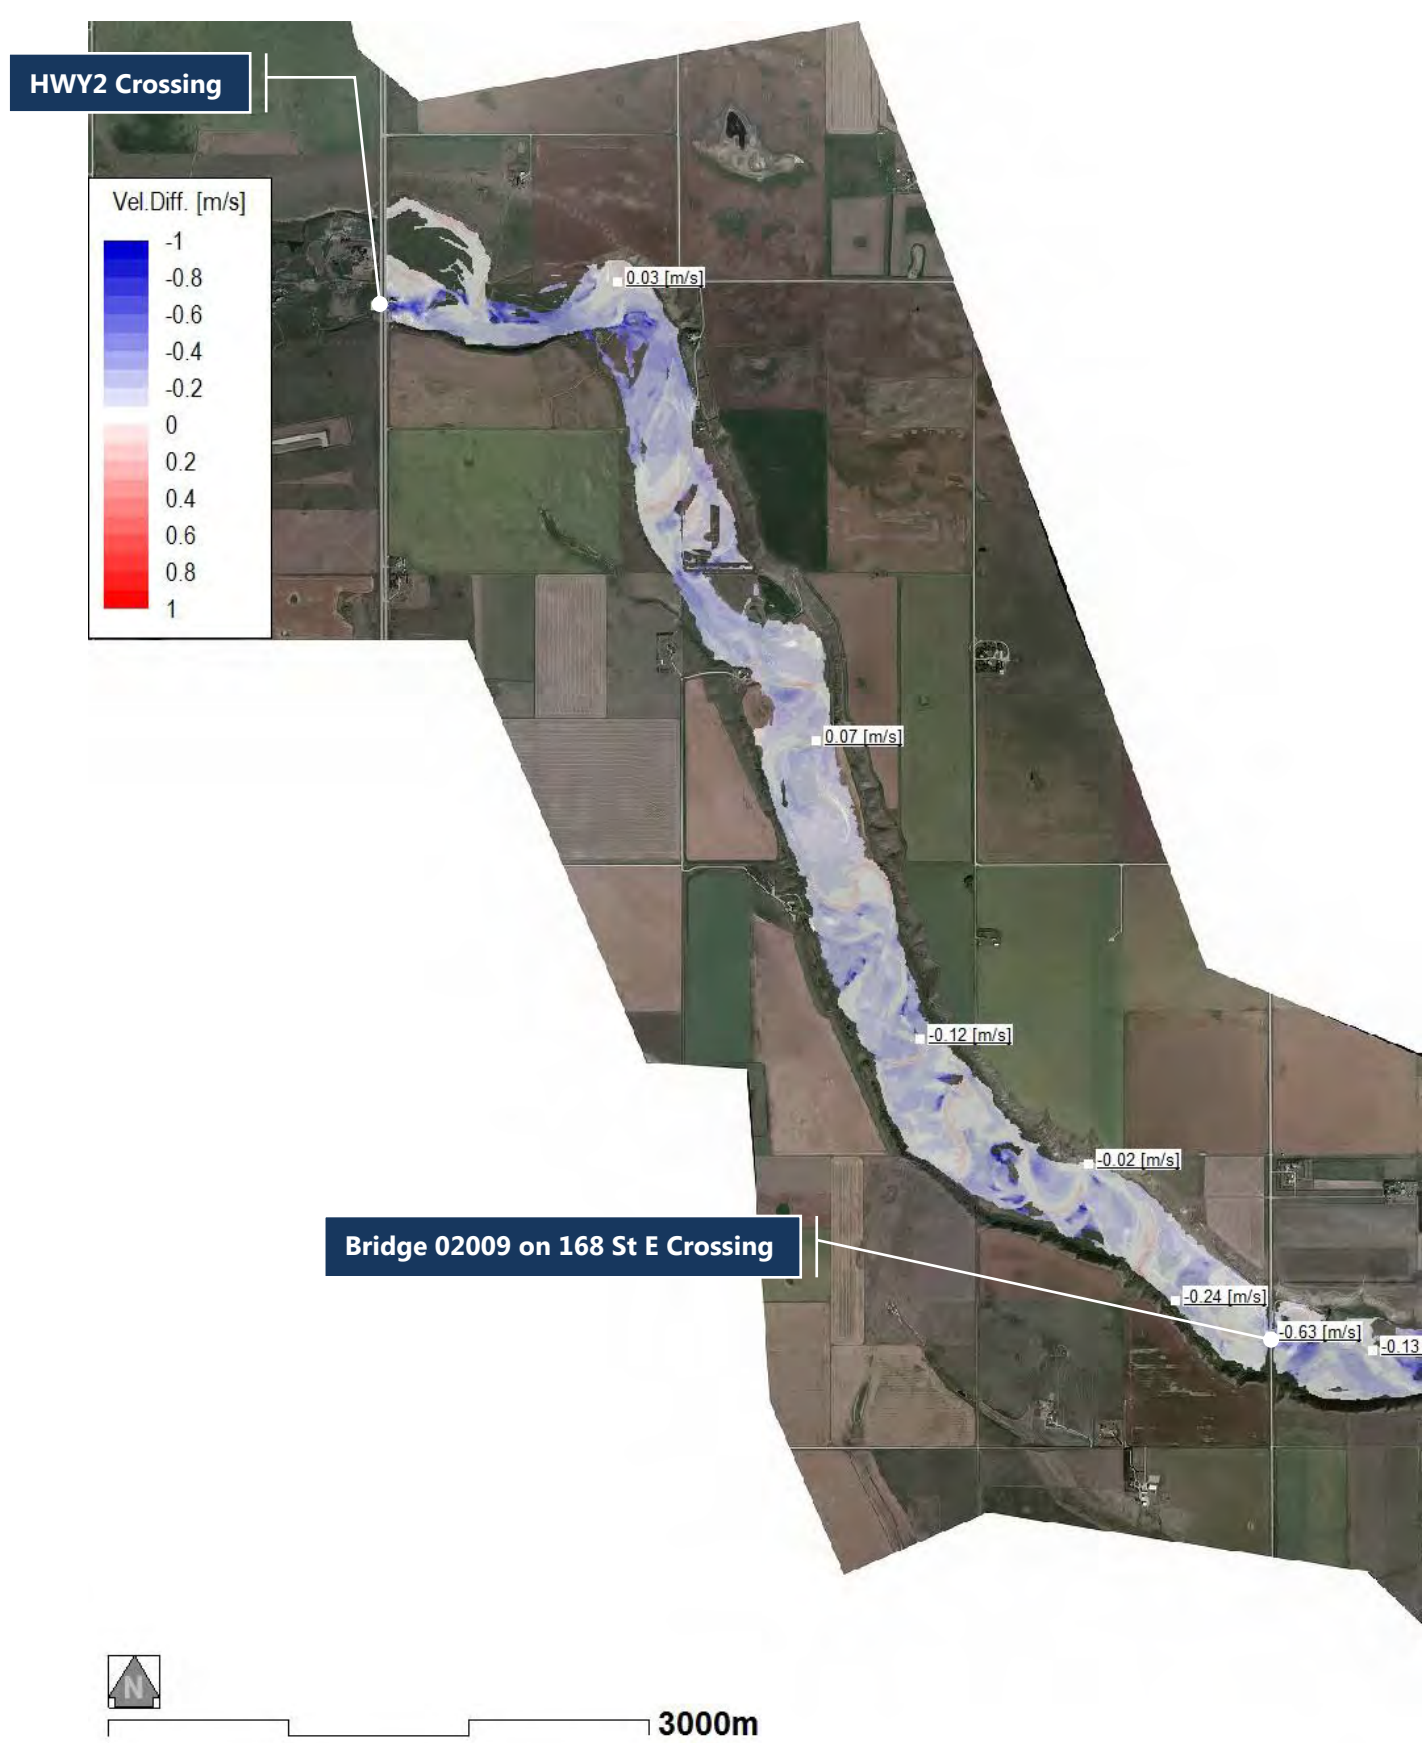 HWY2 Crossing
Vel.Diff. [m/s]
-1
-0.8
-0.6
-0.4
-0.2
0
0.2
0.4
0.6
0.8
1
0.03 [m/s]
0.07 [m/s]
-0.12 [m/s]
-0.02 [m/s]
Bridge 02009 on 168 St E Crossing
-0.24 [m/s]
-0.63 [m/s]
-0.13
N
3000m